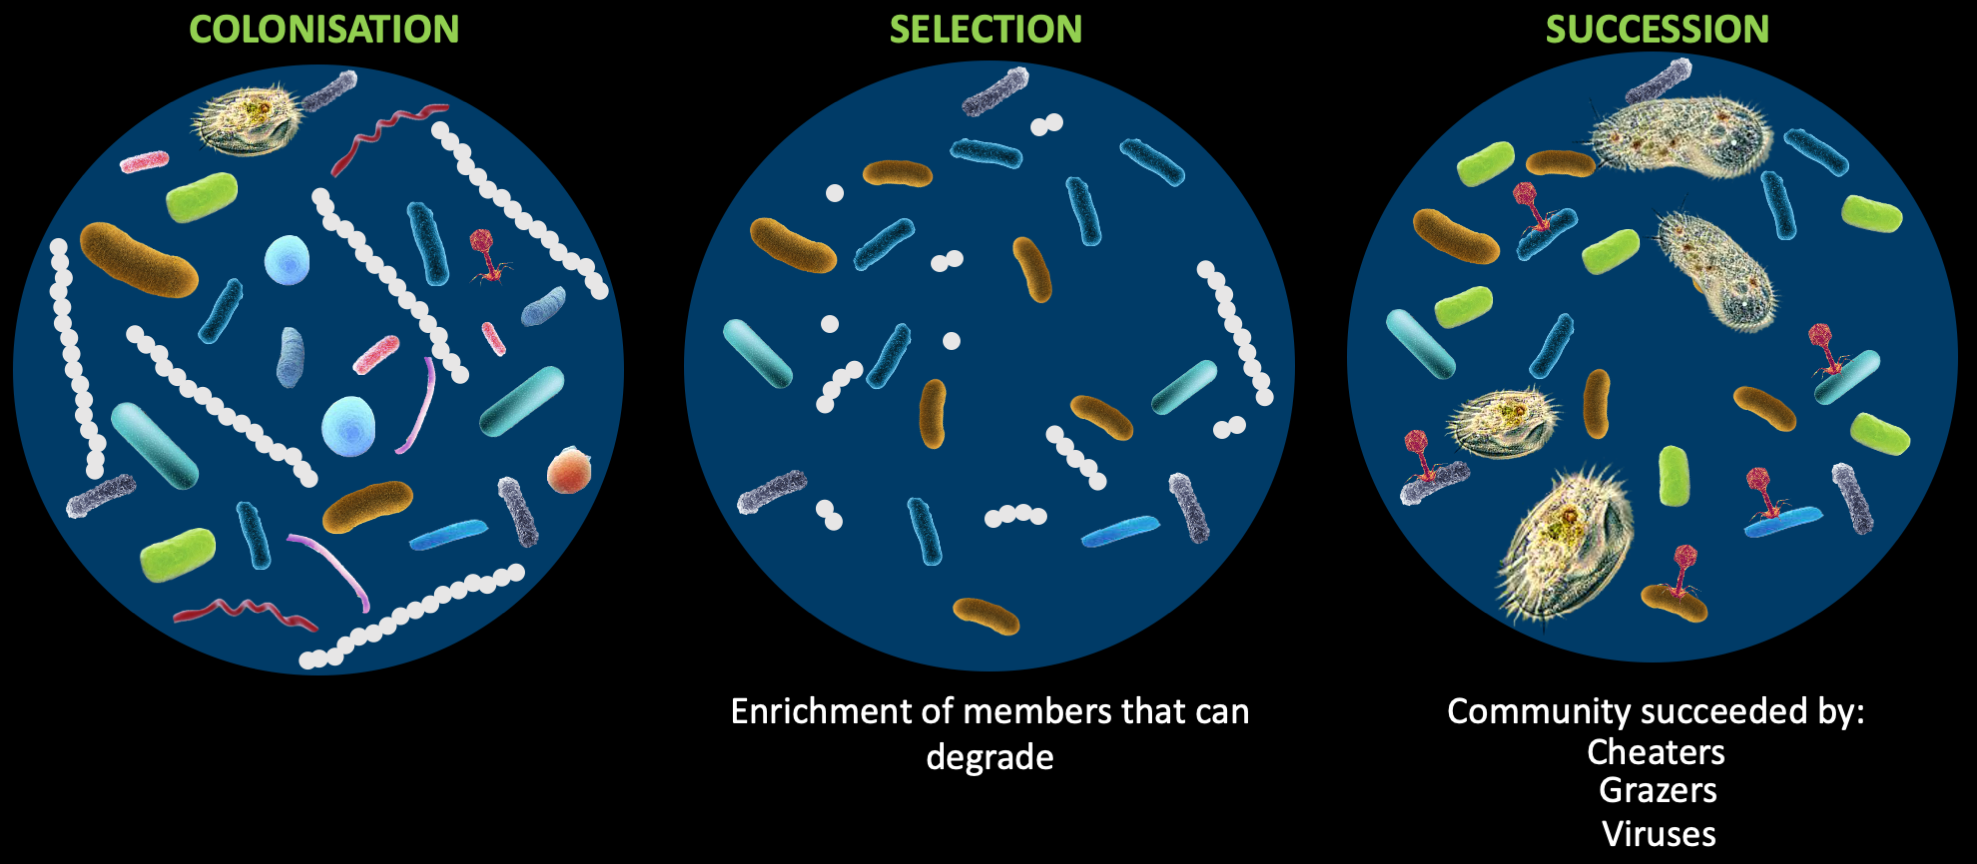 COLONISATION
SELECTION
SUCCESSION
Enrichment of members that can
degrade
Community succeeded by:
Cheaters
Grazers
Viruses